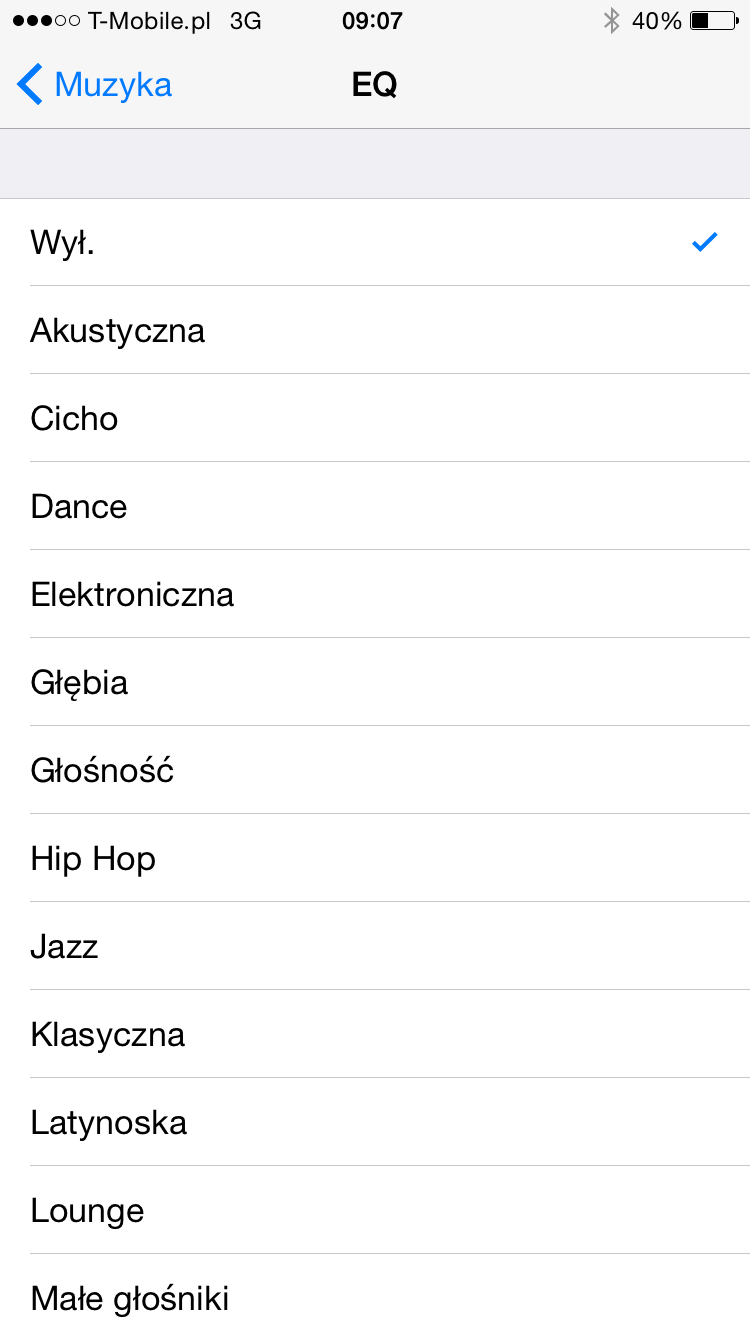 T-Mobile.pl 3G 09:07 40%
Muzyka EQ
Wył.
Akustyczna
Cicho
Dance
Elektroniczna
Głębia
Głośność
Hip Hop
Jazz
Klasyczna
Latynoska
Lounge
Małe głośniki